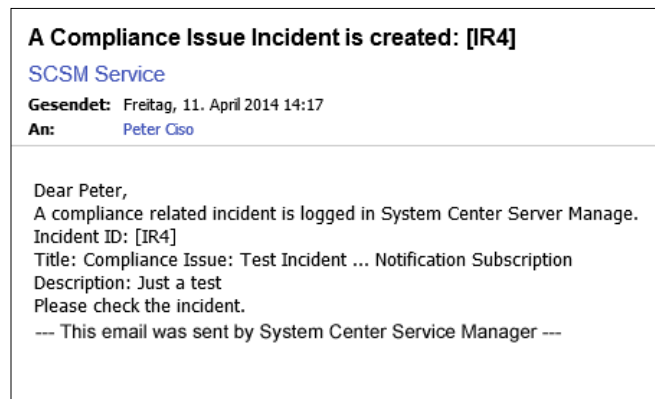 A Compliance Issue Incident is created: [IR4]
SCSM Service
Gesendet: Freitag, 11. April 2014 14:17
An: Peter Ciso
Dear Peter,
A compliance related incident is logged in System Center Server Manage.
Incident ID: [IR4]
Title: Compliance Issue: Test Incident ... Notification Subscription
Description: Just a test
Please check the incident.
--- This email was sent by System Center Service Manager ---